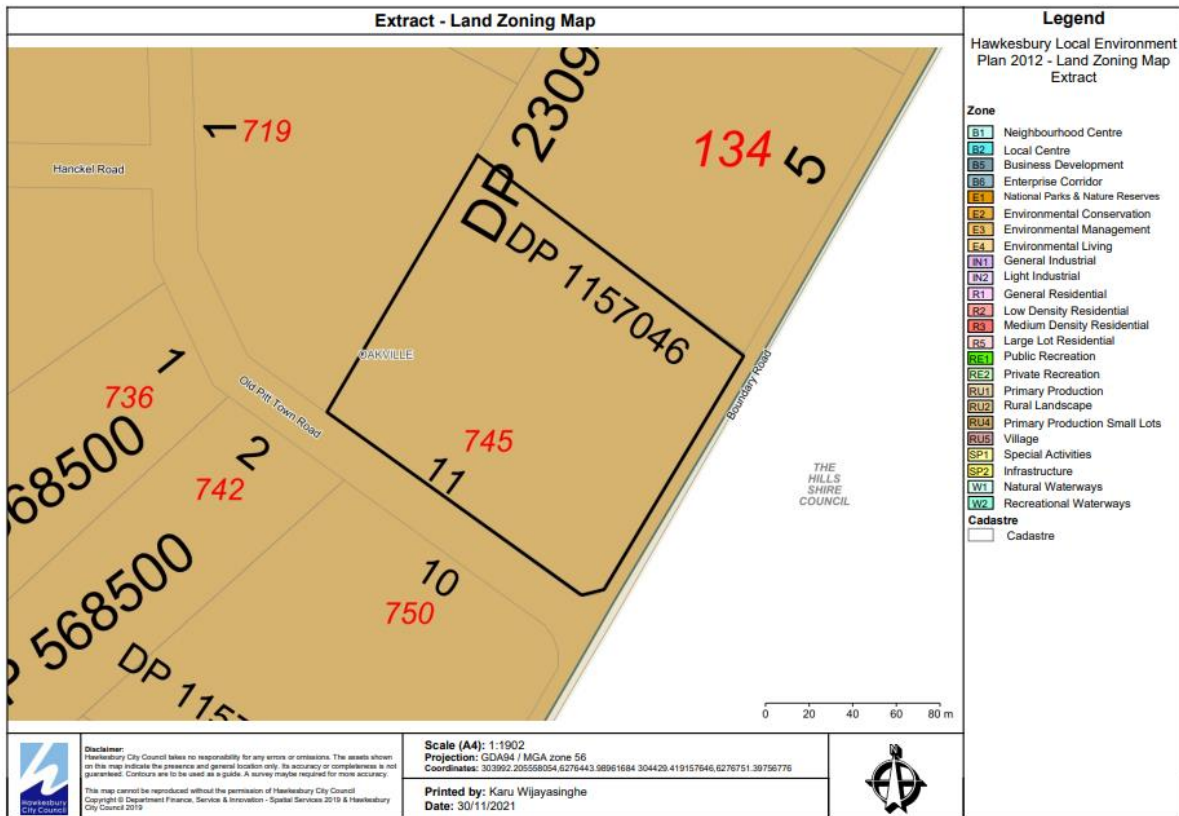 Extract - Land Zoning Map
1
719
Hanckel Road
DP 2309
134
5
DP 1157046
OAKVILLE
1
736
Old Pitt Town Road
2
742
745
11
Boundary Road
THE
HILLS
SHIRE
COUNCIL
568500
P 568500
10
750
DP 1157
0 20 40 60 80 m
Legend
Hawkesbury Local Environment
Plan 2012 - Land Zoning Map
Extract
Zone
B1 Neighbourhood Centre
B2 Local Centre
B5 Business Development
B6 Enterprise Corridor
E1 National Parks & Nature Reserves
E2 Environmental Conservation
E3 Environmental Management
E4 Environmental Living
IN1 General Industrial
IN2 Light Industrial
R1 General Residential
R2 Low Density Residential
R3 Medium Density Residential
R5 Large Lot Residential
RE1 Public Recreation
RE2 Private Recreation
RU1 Primary Production
RU2 Rural Landscape
RU4 Primary Production Small Lots
RU5 Village
SP1 Special Activities
SP2 Infrastructure
W1 Natural Waterways
W2 Recreational Waterways
Cadastre
Cadastre
Hawkesbury
City Council
Disclaimer:
Hawkesbury City Council takes no responsibility for any errors or omissions. The assets shown
on this map indicate the presence and general location only. Its accuracy or completeness is not
guaranteed. Contours are to be used as a guide. A survey maybe required for more accuracy.
This map cannot be reproduced without the permission of Hawkesbury City Council
Copyright © Department Finance, Service & Innovation - Spatial Services 2019 & Hawkesbury
City Council 2019
Scale (A4): 1:1902
Projection: GDA94 / MGA zone 56
Coordinates: 303992.205558054,6276443.98961684 304429.419157646,6276751.39756776
Printed by: Karu Wijayasinghe
Date: 30/11/2021
N